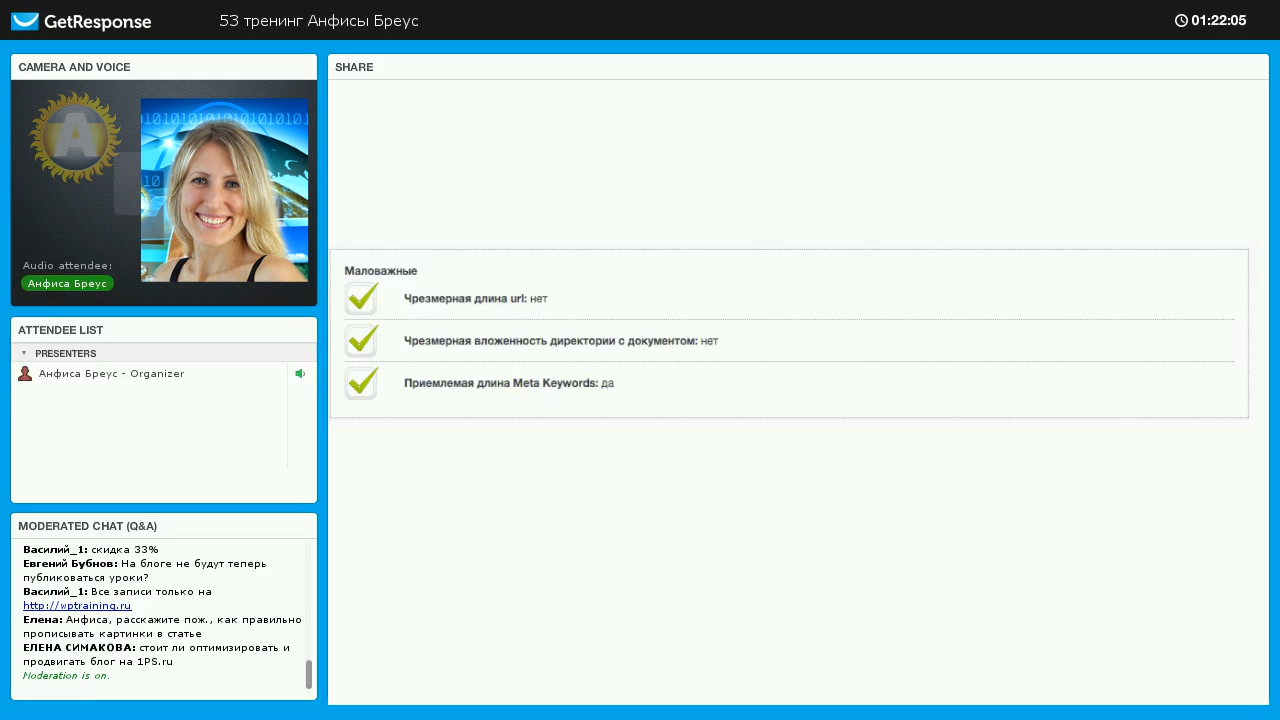 GetResponse
53 тренинг Анфисы Бреус
01:22:05
CAMERA AND VOICE
A
10
Audio attendee:
Анфиса Бреус
ATTENDEE LIST
PRESENTERS
Анфиса Бреус - Organizer
MODERATED CHAT (Q&A)
Василий_1: скидка 33%
Евгений Бубнов: На блоге не будут теперь
публиковаться уроки?
Василий_1: Все записи только на
http://wptraining.ru
Елена: Анфиса, расскажите пож., как правильно
прописывать картинки в статье
ЕЛЕНА СИМАКОВА: стоит ли оптимизировать и
продвигать блог на 1PS.ru
Moderation is on.
SHARE
Маловажные
Чрезмерная длина url: нет
Чрезмерная вложенность директории с документом: нет
Приемлемая длина Meta Keywords: да